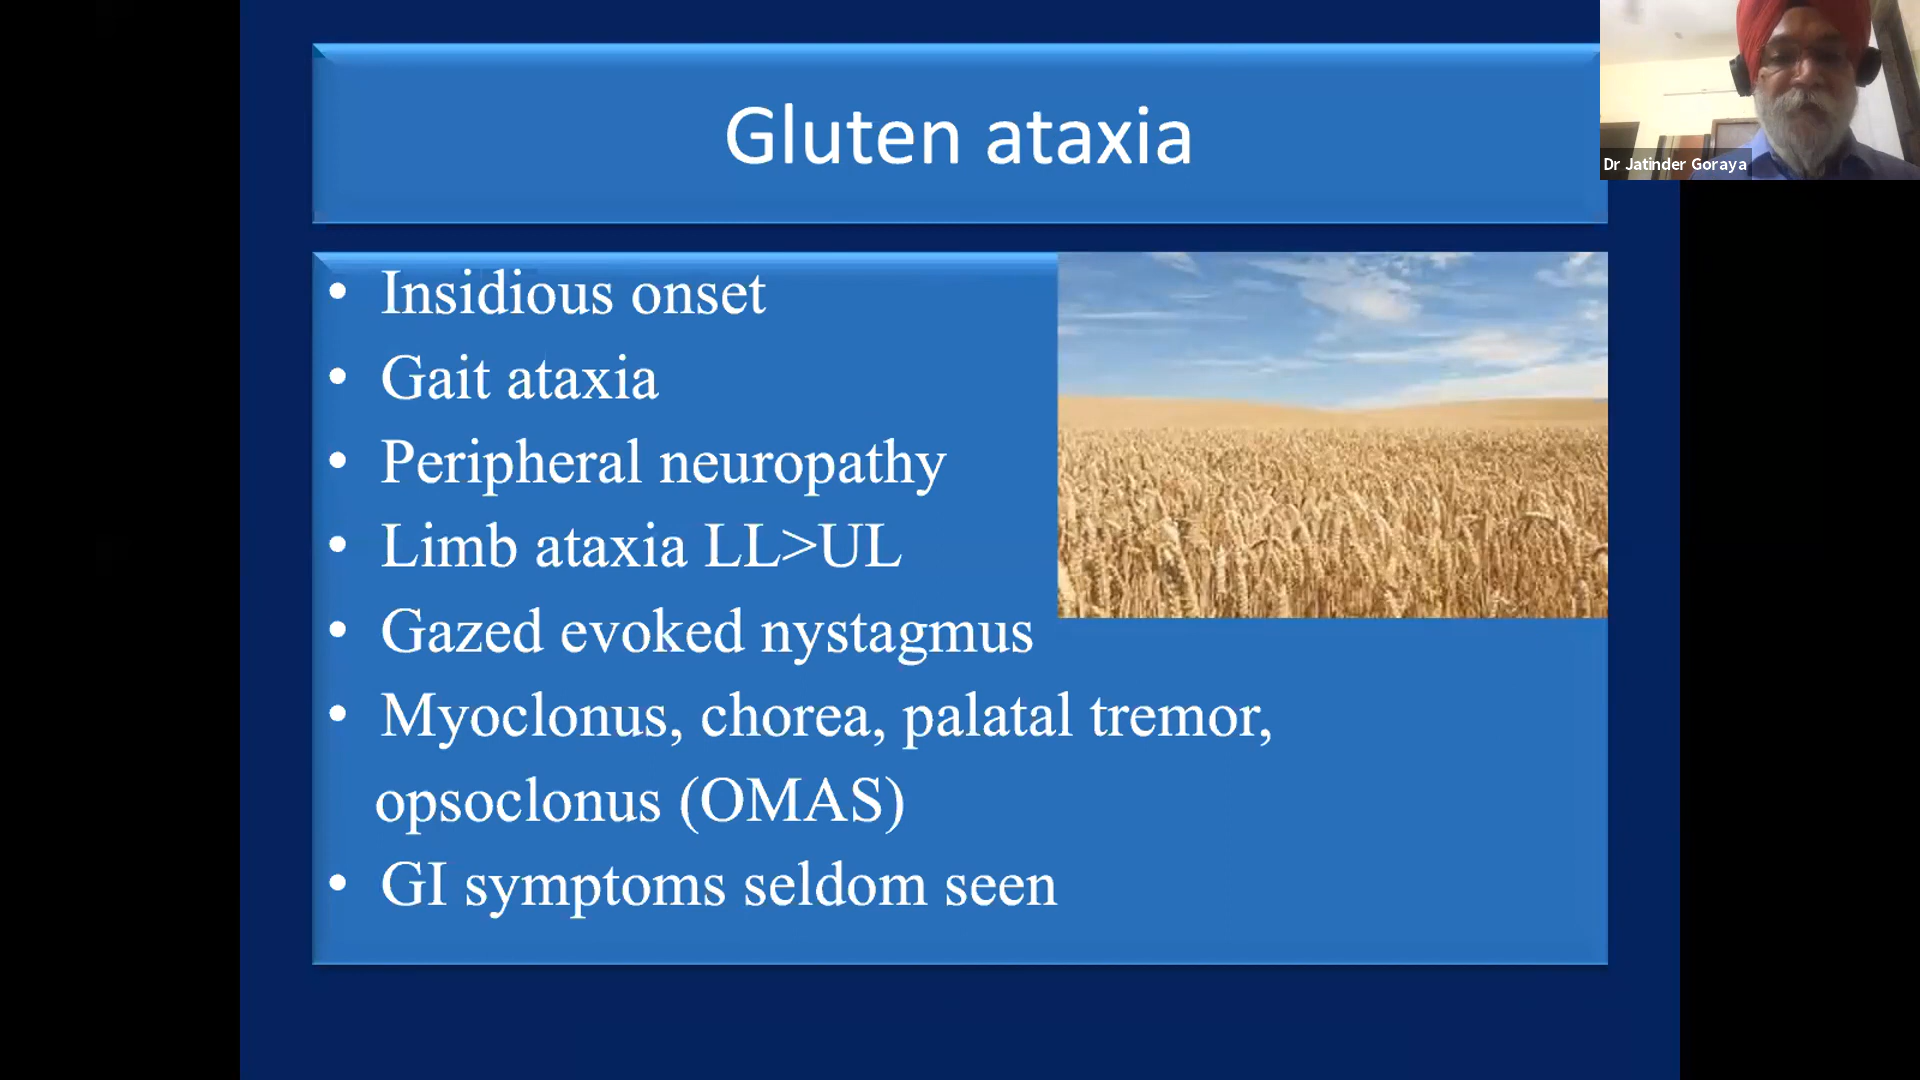 Gluten ataxia
Dr Jatinder Goraya
• Insidious onset
• Gait ataxia
• Peripheral neuropathy
• Limb ataxia LL>UL
• Gazed evoked nystagmus
• Myoclonus, chorea, palatal tremor,
opsoclonus (OMAS)
• GI symptoms seldom seen